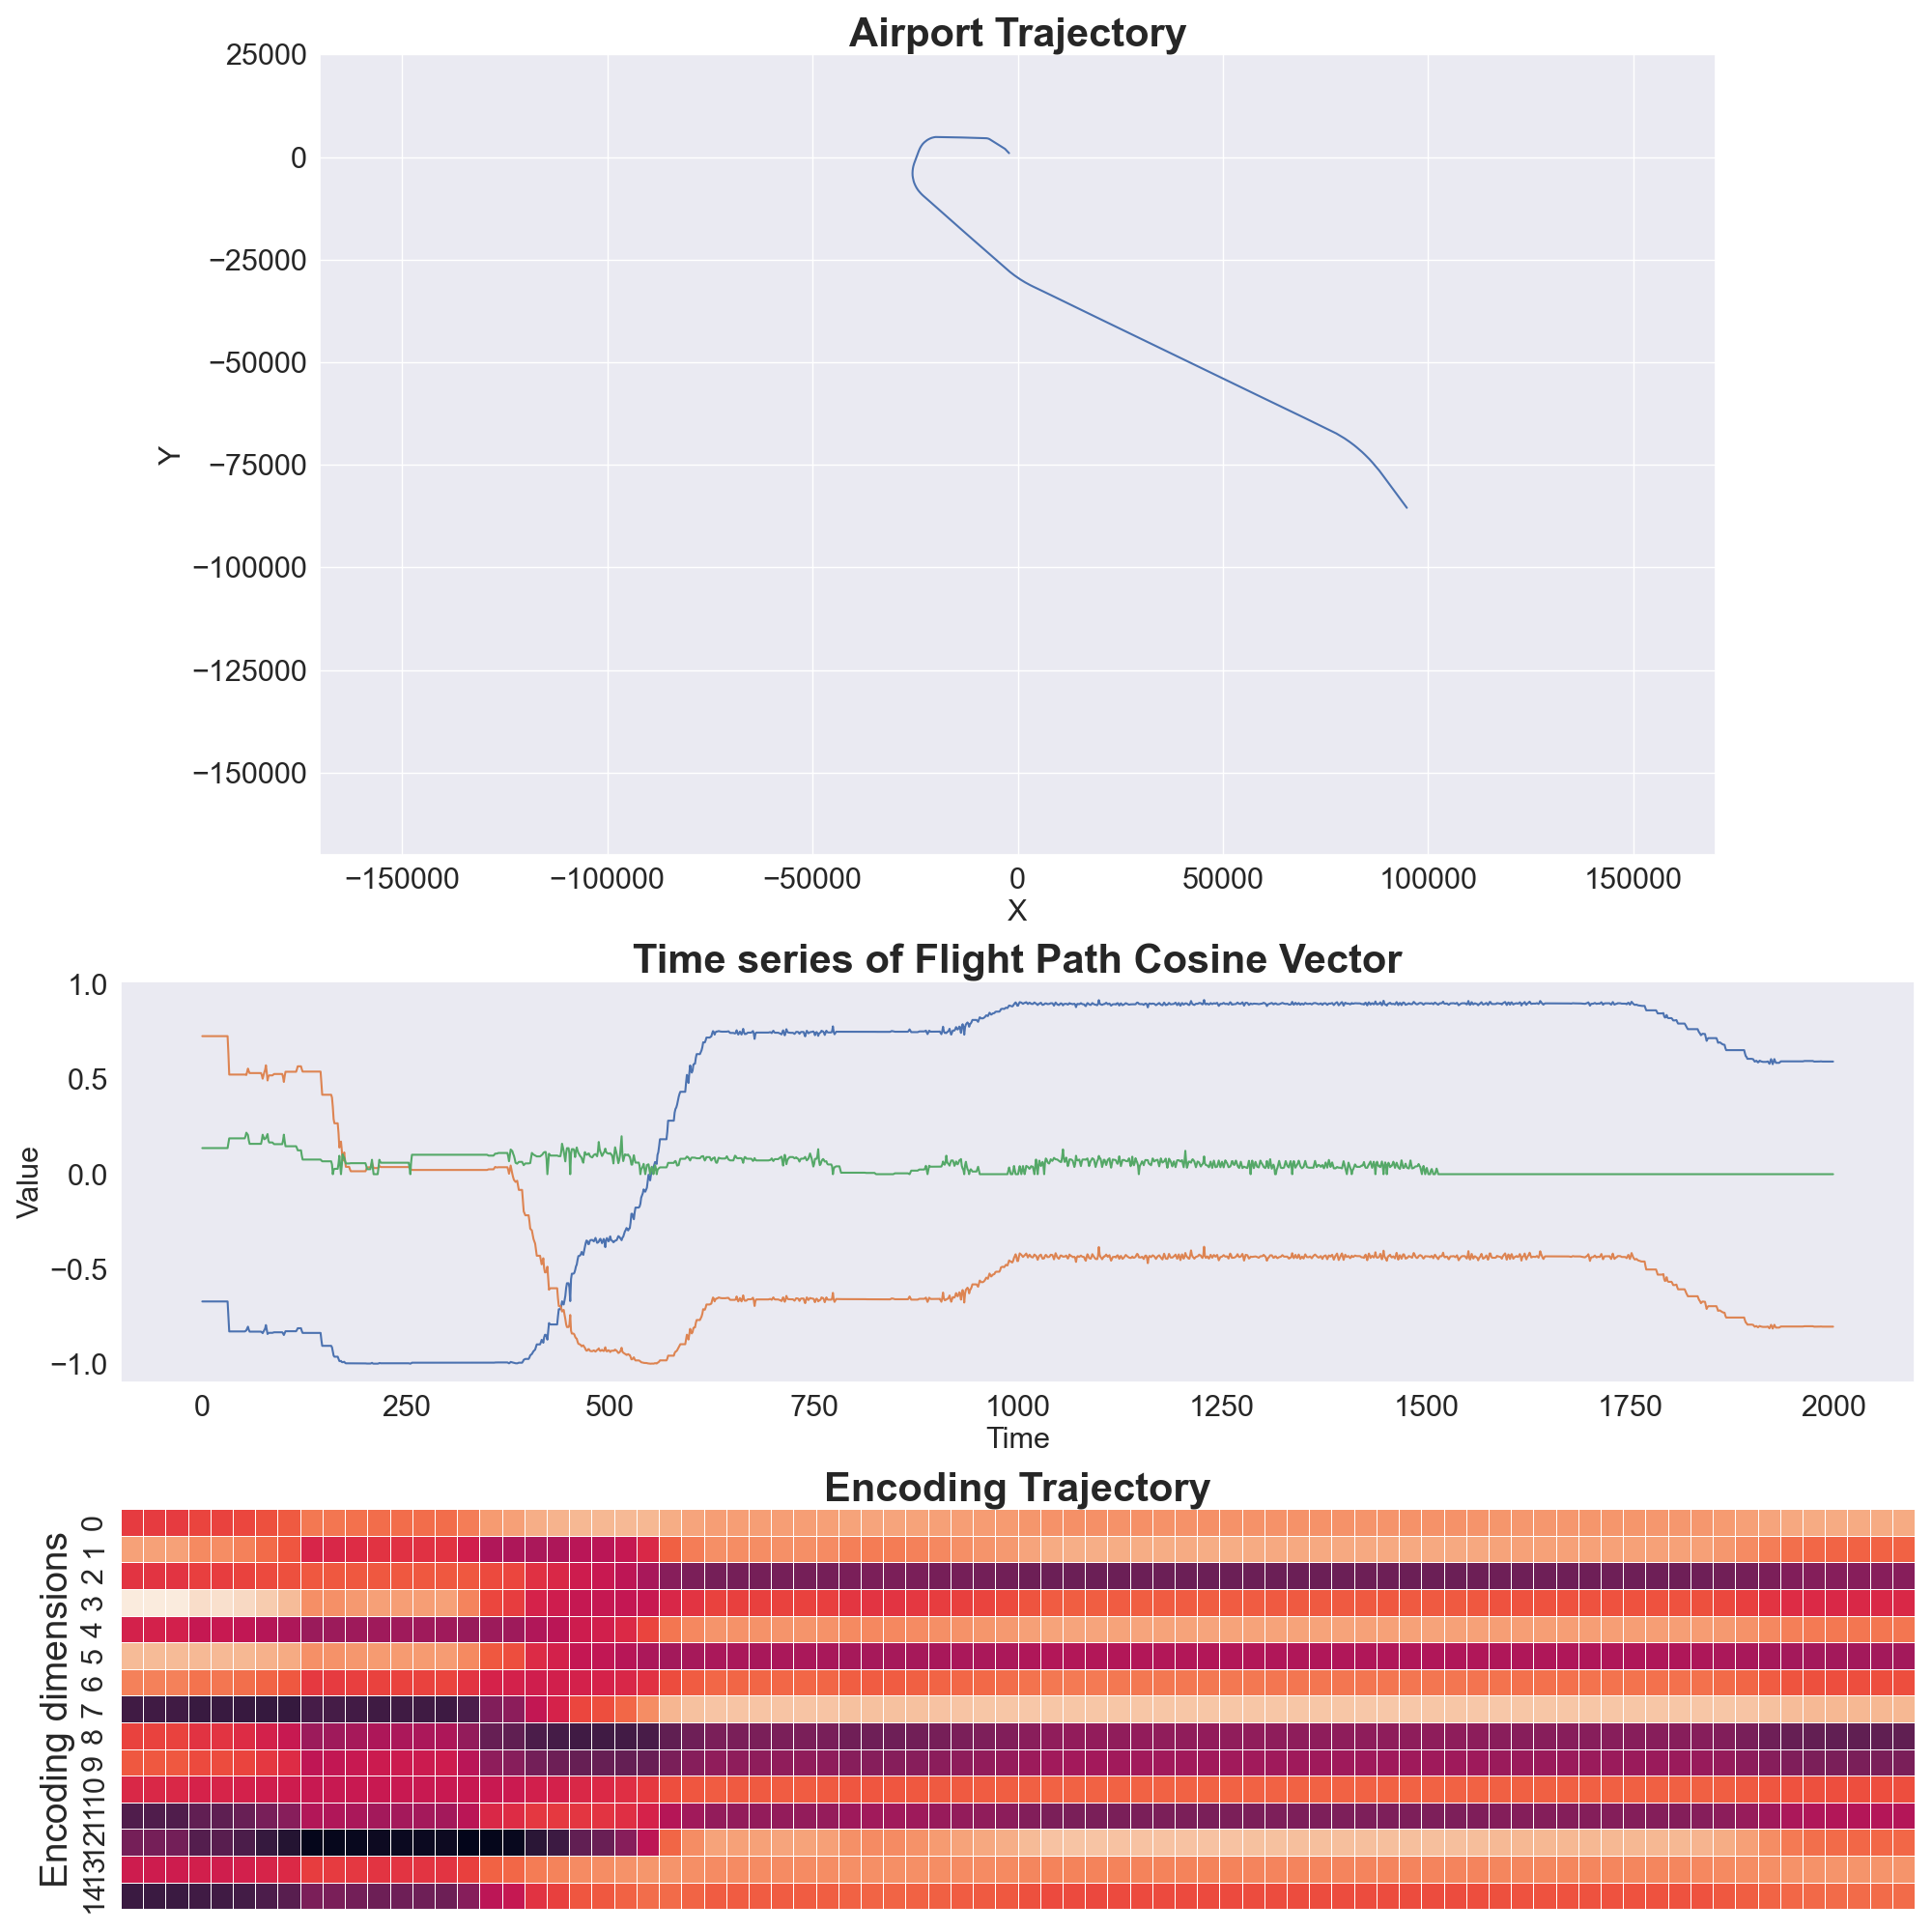 Airport Trajectory
25000
0
−25000
−50000
−75000
−100000
−125000
−150000
Y
−150000 −100000 −50000 0 50000 100000 150000
X
Time series of Flight Path Cosine Vector
1.0
0.5
0.0
−0.5
−1.0
Value
0 250 500 750 1000 1250 1500 1750 2000
Time
Encoding Trajectory
Encoding dimensions
0
1
2
3
4
5
6
7
8
9
10
11
12
13
14